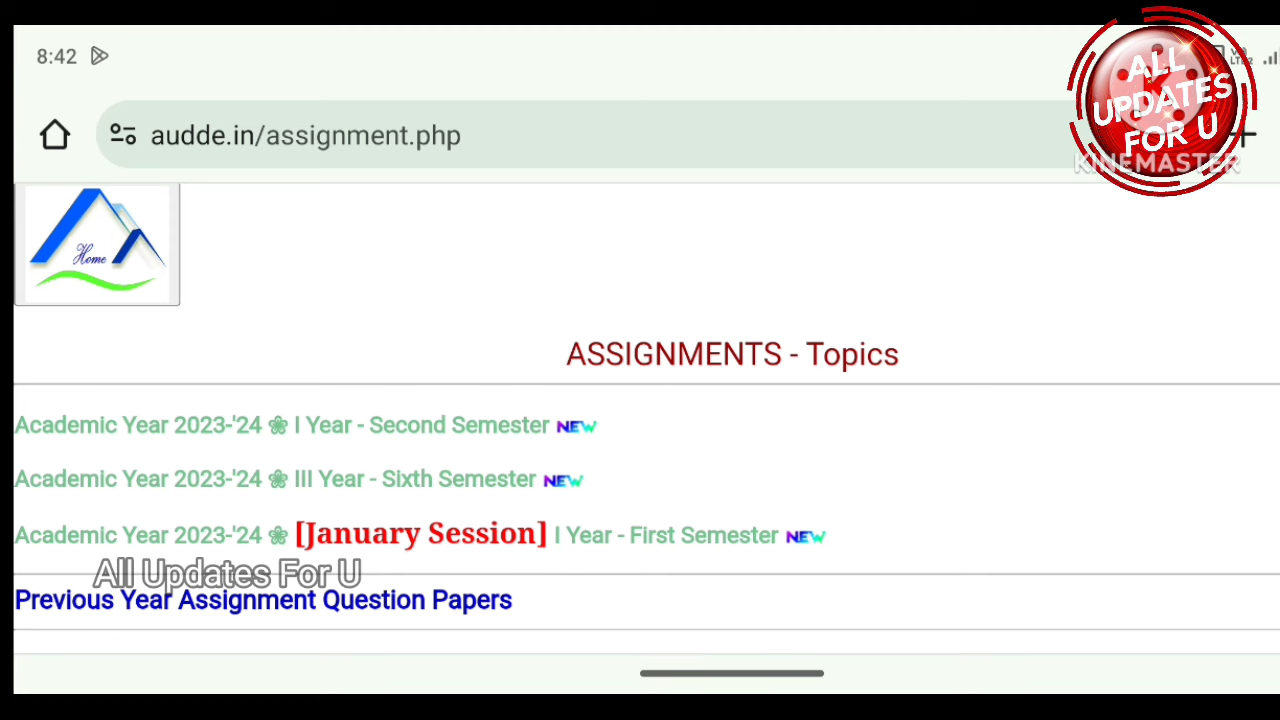 8:42
ALL
UPDATES
FOR U
KINEMASTER
audde.in/assignment.php
Home
ASSIGNMENTS - Topics
Academic Year 2023-'24 ❀ I Year - Second Semester NEW
Academic Year 2023-'24 ❀ III Year - Sixth Semester NEW
Academic Year 2023-'24 ❀ [January Session] I Year - First Semester NEW
All Updates For U
Previous Year Assignment Question Papers